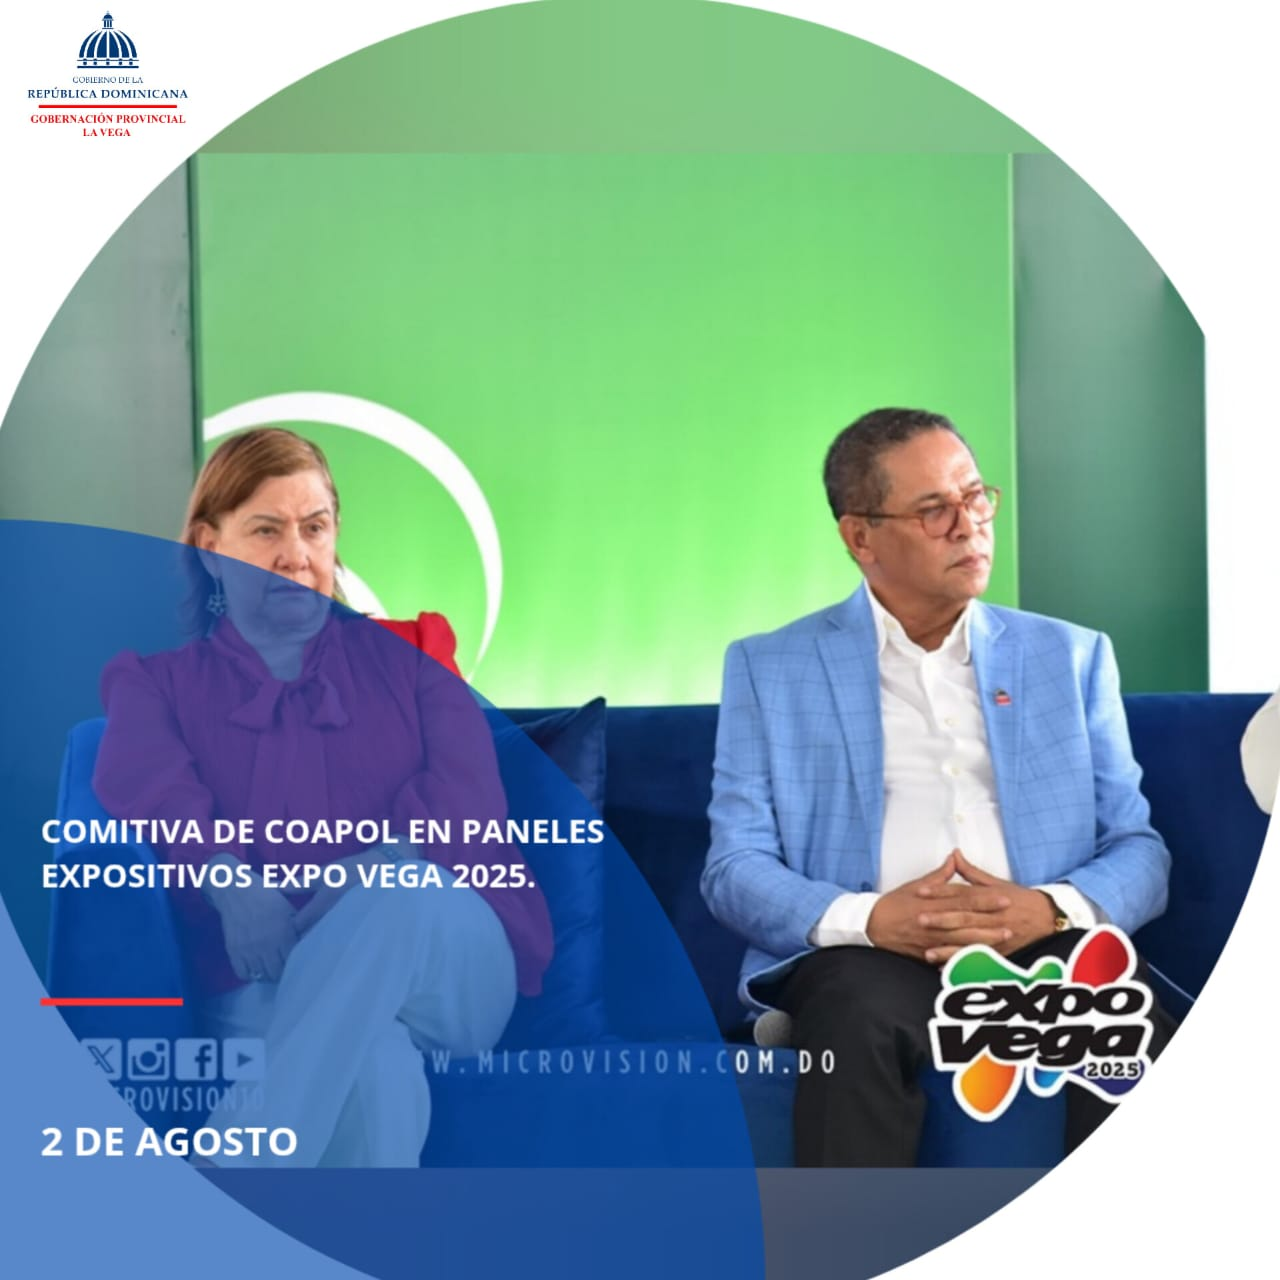 GOBIERNO DE LA
REPÚBLICA DOMINICANA
GOBERNACIÓN PROVINCIAL
LA VEGA
COMITIVA DE COAPOL EN PANELES
EXPOSITIVOS EXPO VEGA 2025.
W.MICROVISION.COM.DO
ROVISION10
2 DE AGOSTO
expo
vega
2025